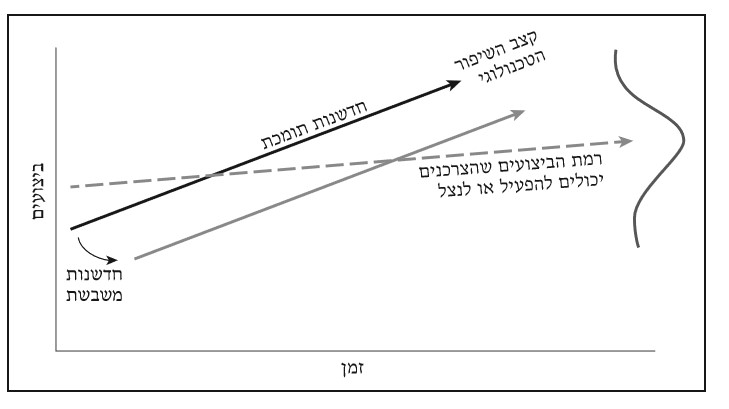 קצב השיפור
הטכנולוגי
חדשנות תומכת
רמת הביצועים שהצרכנים
יכולים להפעיל או לנצל
ביצועים
חדשנות
משבשת
זמן